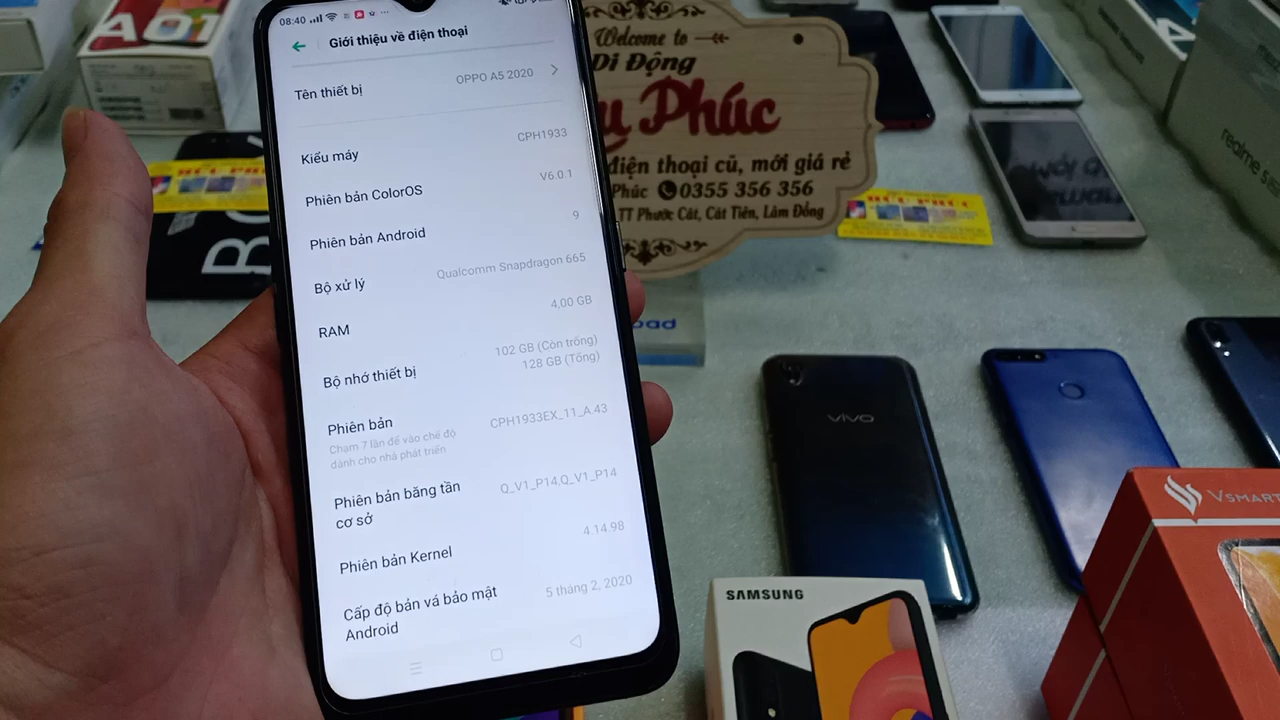 08:40
Giới thiệu về điện thoại
Tên thiết bị
OPPO A5 2020
Kiểu máy
CPH1933
Phiên bản ColorOS
V6.0.1
Phiên bản Android
9
Bộ xử lý
Qualcomm Snapdragon 665
RAM
4,00 GB
Bộ nhớ thiết bị
102 GB (Còn trống)
128 GB (Tổng)
Phiên bản
Chạm 7 lần để vào chế độ
dành cho nhà phát triển
CPH1933EX_11_A.43
Phiên bản băng tần
cơ sở
Q_V1_P14,Q_V1_P14
Phiên bản Kernel
4.14.98
Cấp độ bản vá bảo mật
Android
5 tháng 2, 2020
A01
Welcome to
Di Động
Phúc
điện thoại cũ, mới giá rẻ
Phúc 0355 356 356
TT Phước Cát, Cát Tiên, Lâm Đồng
HỮU PHÚC
realme 5
vivo
VSMART
SAMSUNG